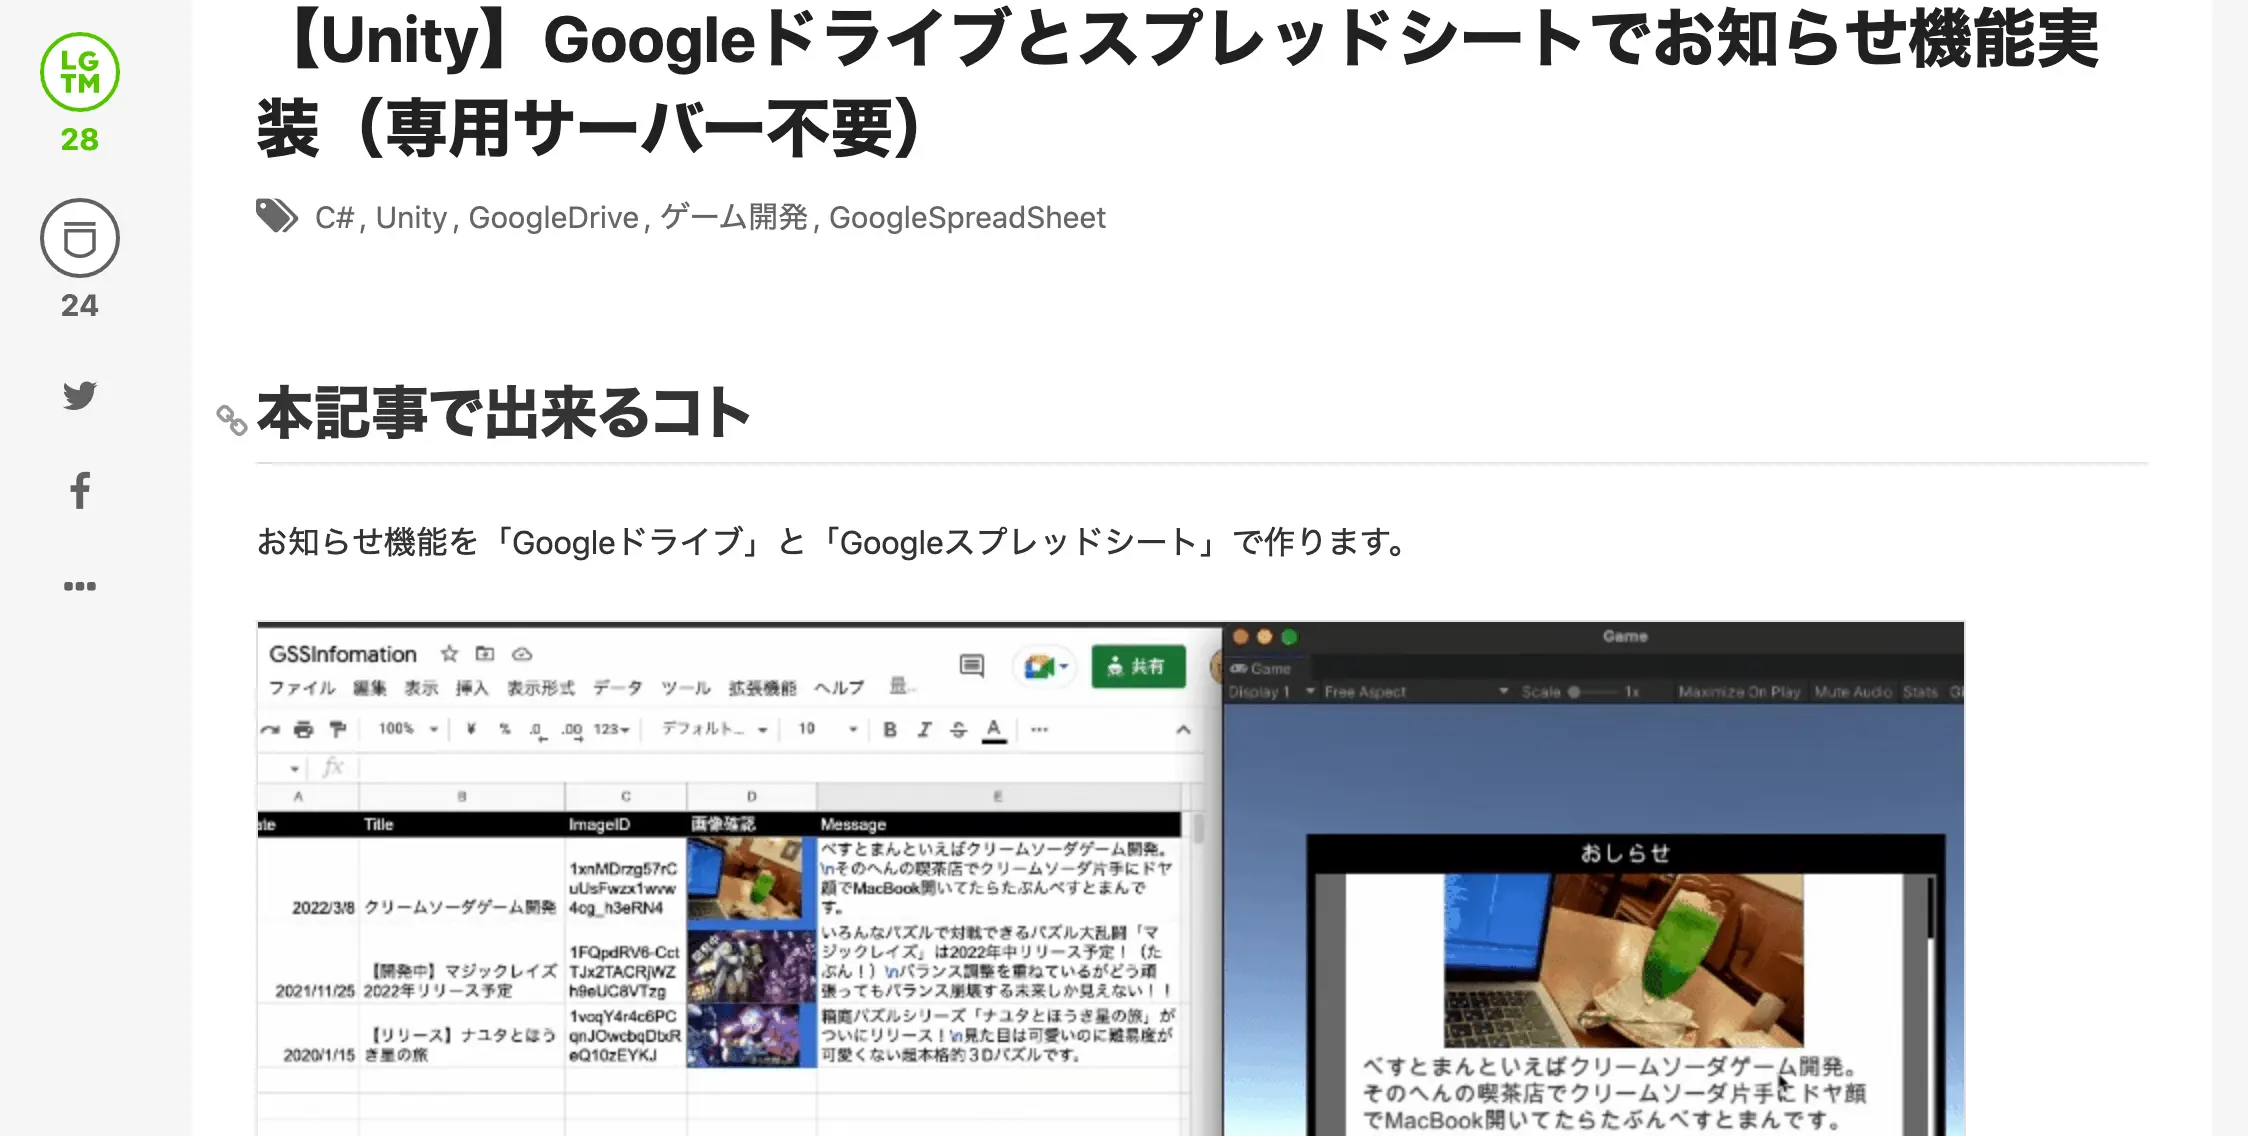 【Unity】Googleドライブとスプレッドシートでお知らせ機能実
装（専用サーバー不要）
LG
TM
28
24
C#, Unity, GoogleDrive, ゲーム開発, GoogleSpreadSheet
本記事で出来るコト
お知らせ機能を「Googleドライブ」と「Googleスプレッドシート」で作ります。
GSSInfomation
共有
ファイル 編集 表示 挿入 表示形式 データ ツール 拡張機能 ヘルプ
100% ¥ % .0 .00 123 デフォルト... 10 B I S A
fx
A B C D E
ate Title ImageID 画像確認 Message
2022/3/8
クリームソーダゲーム開発
1xnMDrzg57rC
uUsFwzx1wvw
4cg_h3eRN4
べすとまんといえばクリームソーダゲーム開発。
\nそのへんの喫茶店でクリームソーダ片手にドヤ
顔でMacBook開いてたらたぶんべすとまんで
す。
2021/11/25
【開発中】マジックレイズ
2022年リリース予定
1FQpdRV6-Cct
TJx2TACRjWZ
h9eUC8VTzg
いろんなパズルで対戦できるパズル大乱闘「マ
ジックレイズ」は2022年中リリース予定！（た
ぶん！）\nバランス調整を重ねているがどう頑
張ってもバランス崩壊する未来しか見えない！！
2020/1/15
【リリース】ナユタとほう
き星の旅
1vcqY4r4c6PC
qnJOwcbqDtxR
eQ10zEYKJ
箱庭パズルシリーズ「ナユタとほうき星の旅」が
ついにリリース！\n見た目は可愛いのに難易度が
可愛くない超本格的３Dパズルです。
Game
Game
Display 1 Free Aspect Scale 1x Maximize On Play Mute Audio Stats
おしらせ
べすとまんといえばクリームソーダゲーム開発。
そのへんの喫茶店でクリームソーダ片手にドヤ顔
でMacBook開いてたらたぶんべすとまんです。